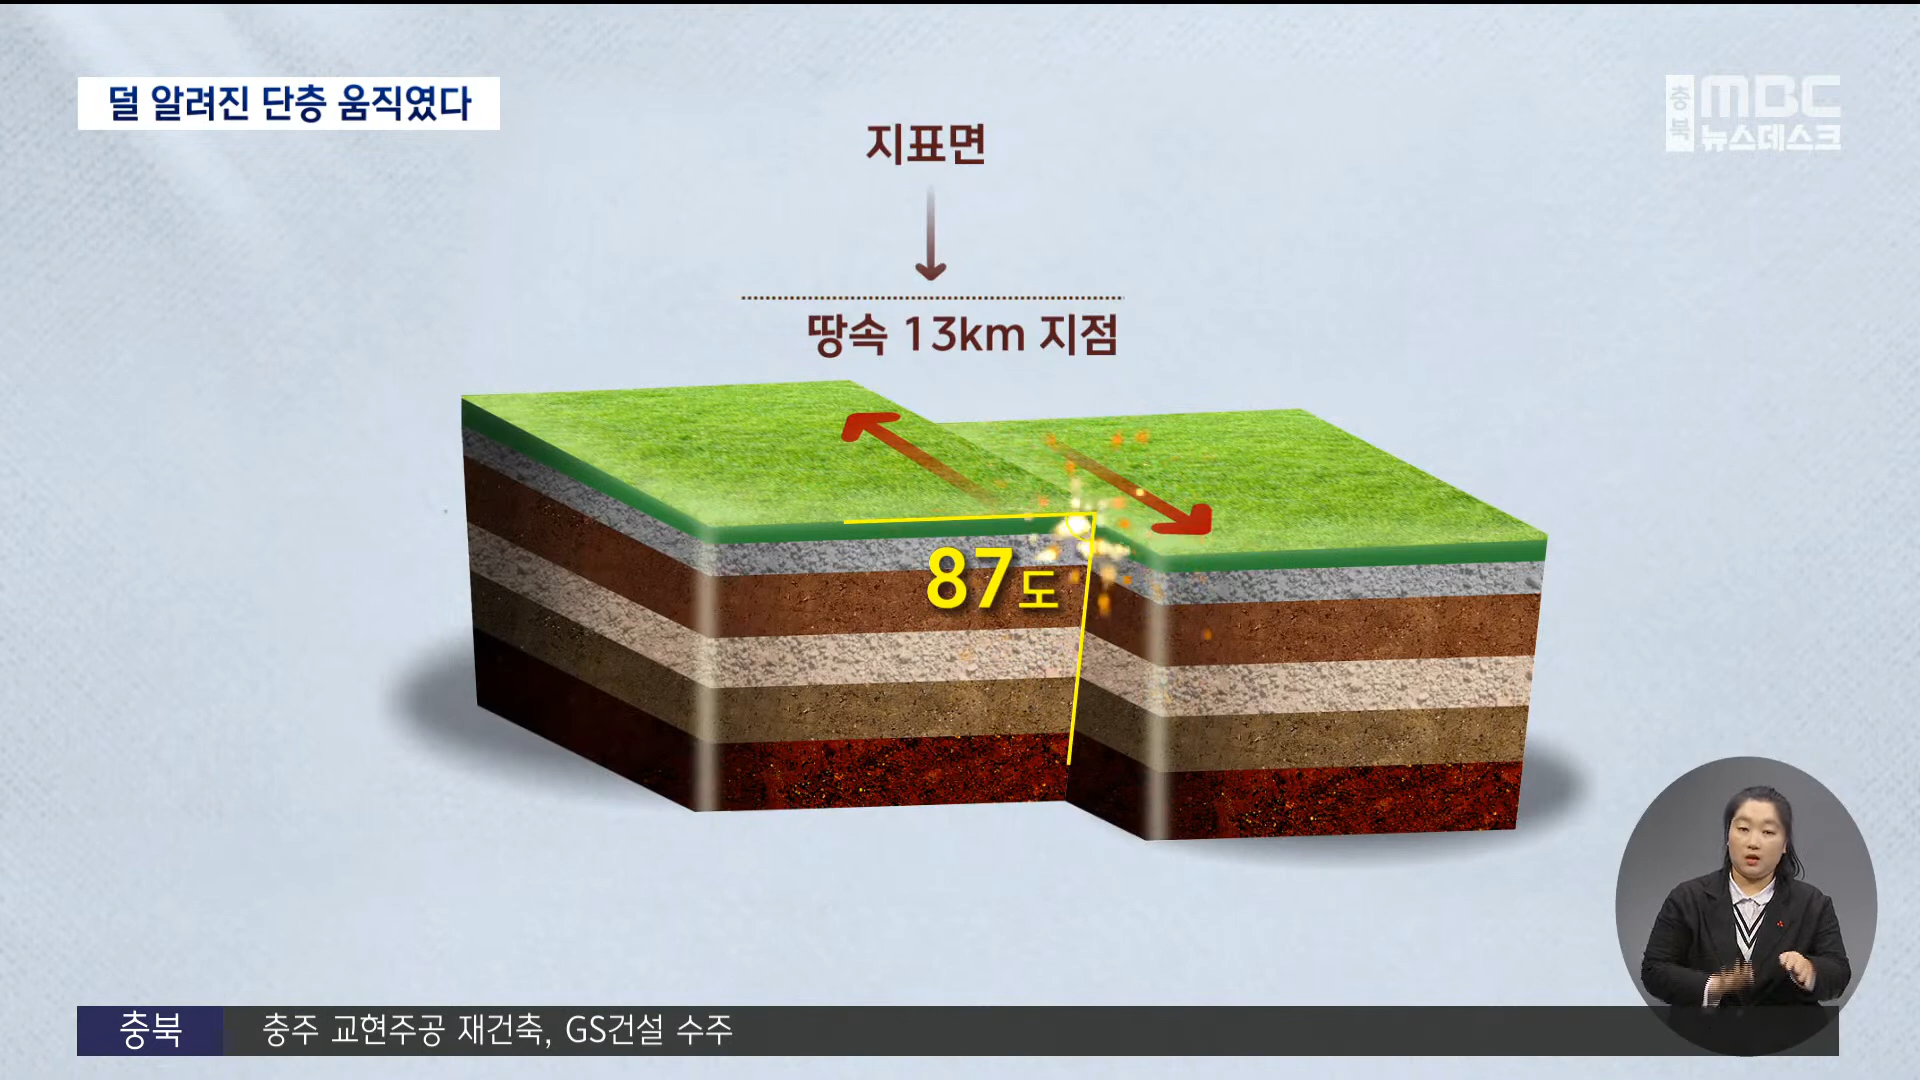 덜 알려진 단층 움직였다
충북
MBC
뉴스데스크
지표면
땅속 13km 지점
87도
충북
충주 교현주공 재건축, GS건설 수주